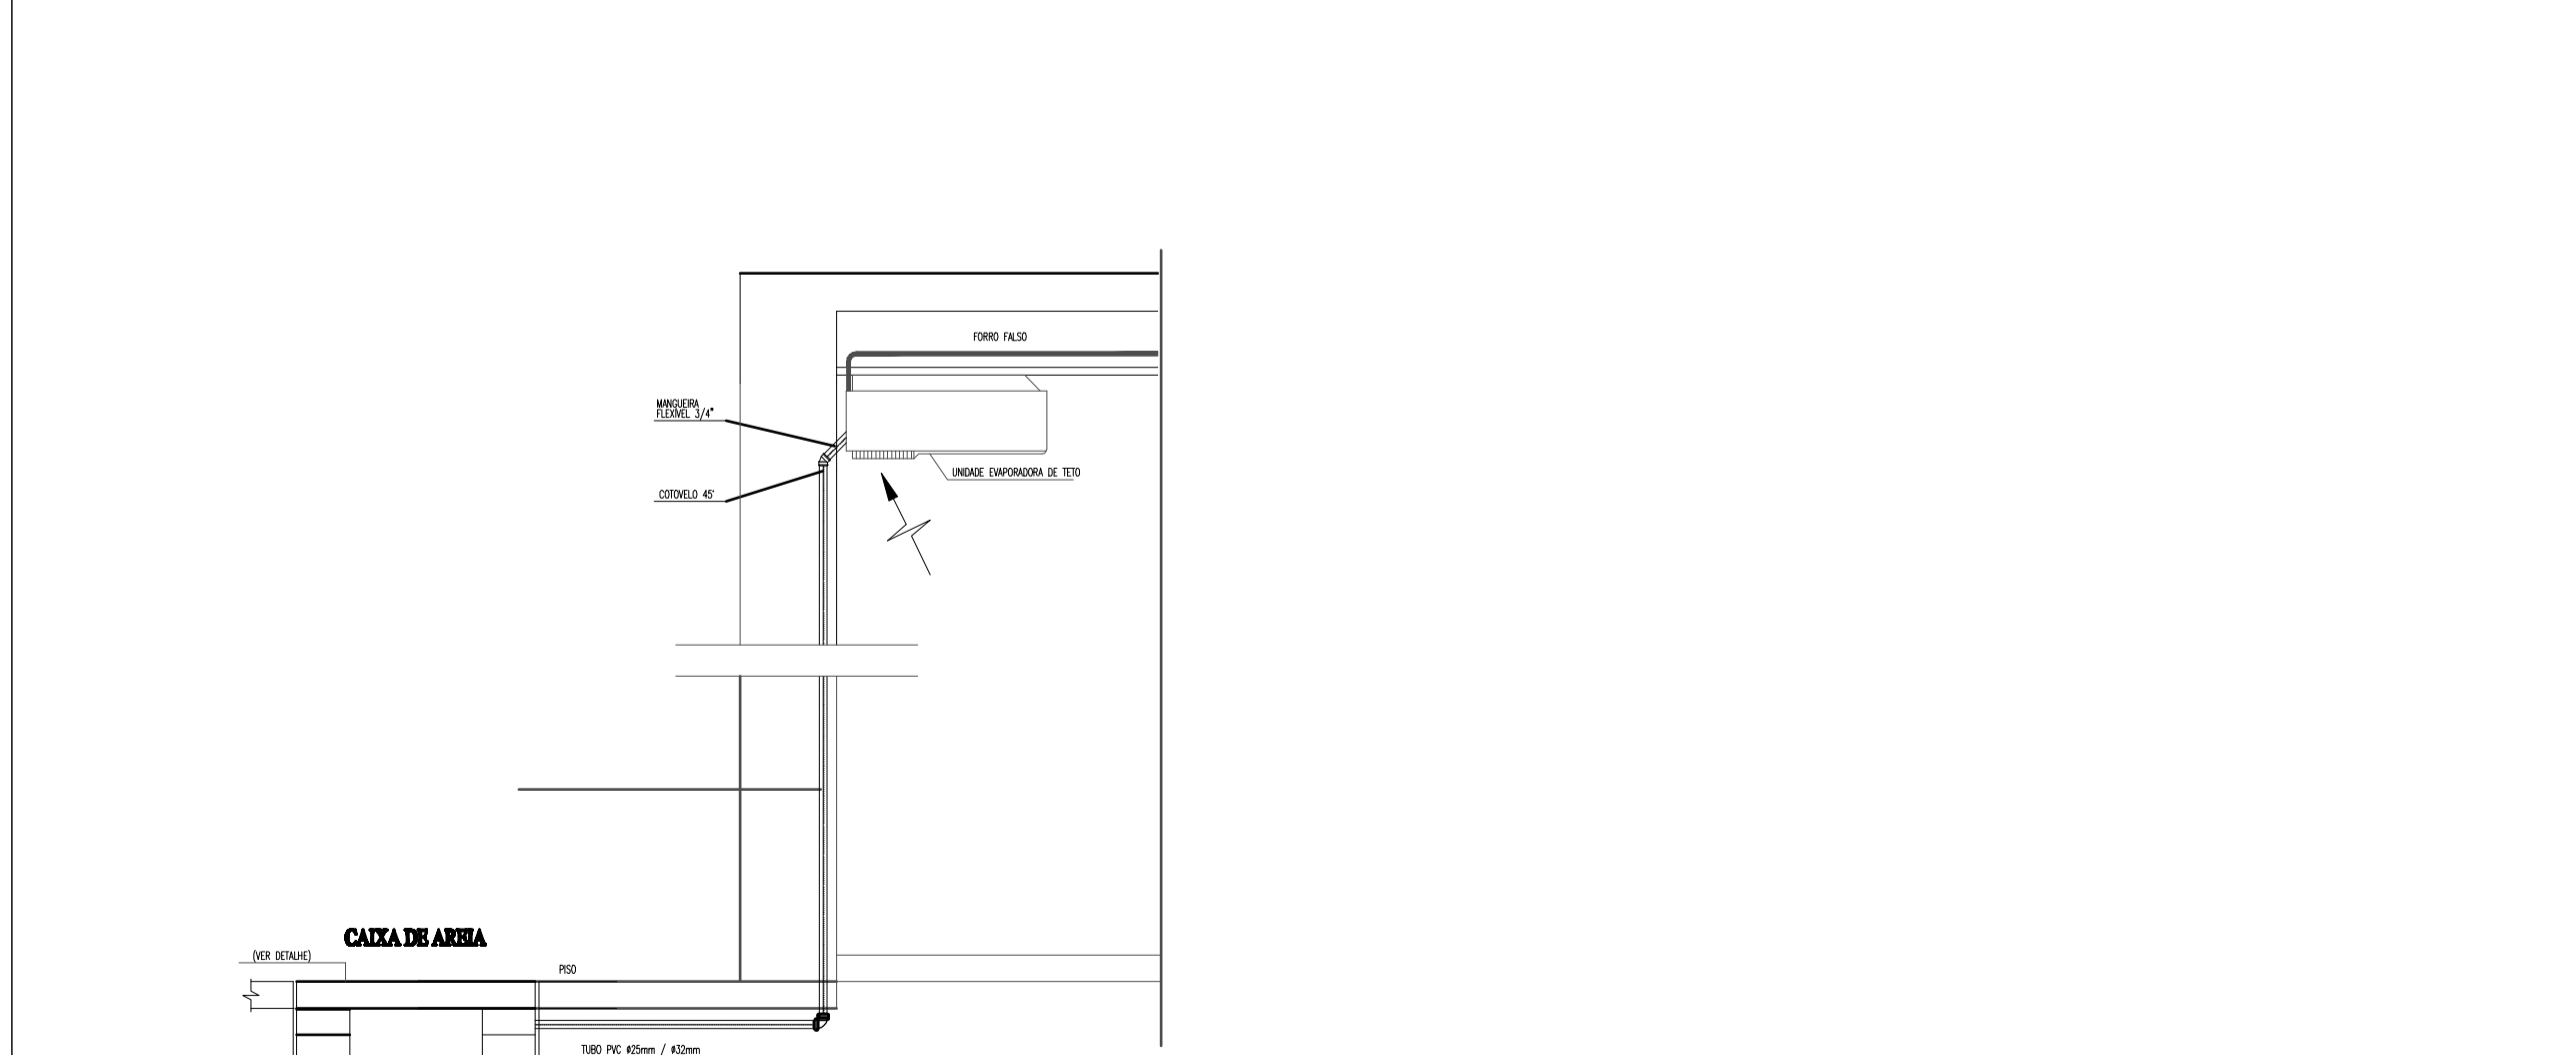 FORRO FALSO
MANGUEIRA
FLEXÍVEL 3/4"
UNIDADE EVAPORADORA DE TETO
COTOVELO 45°
CAIXA DE AREIA
(VER DETALHE)
PISO
TUBO PVC ø25mm / ø32mm